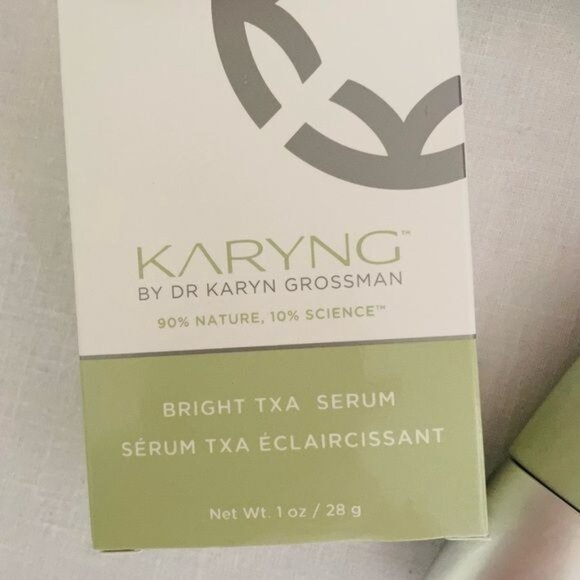 KARYNG™
BY DR KARYN GROSSMAN
90% NATURE, 10% SCIENCE™
BRIGHT TXA SERUM
SÉRUM TXA ÉCLAIRCISSANT
Net Wt. 1 oz / 28 g